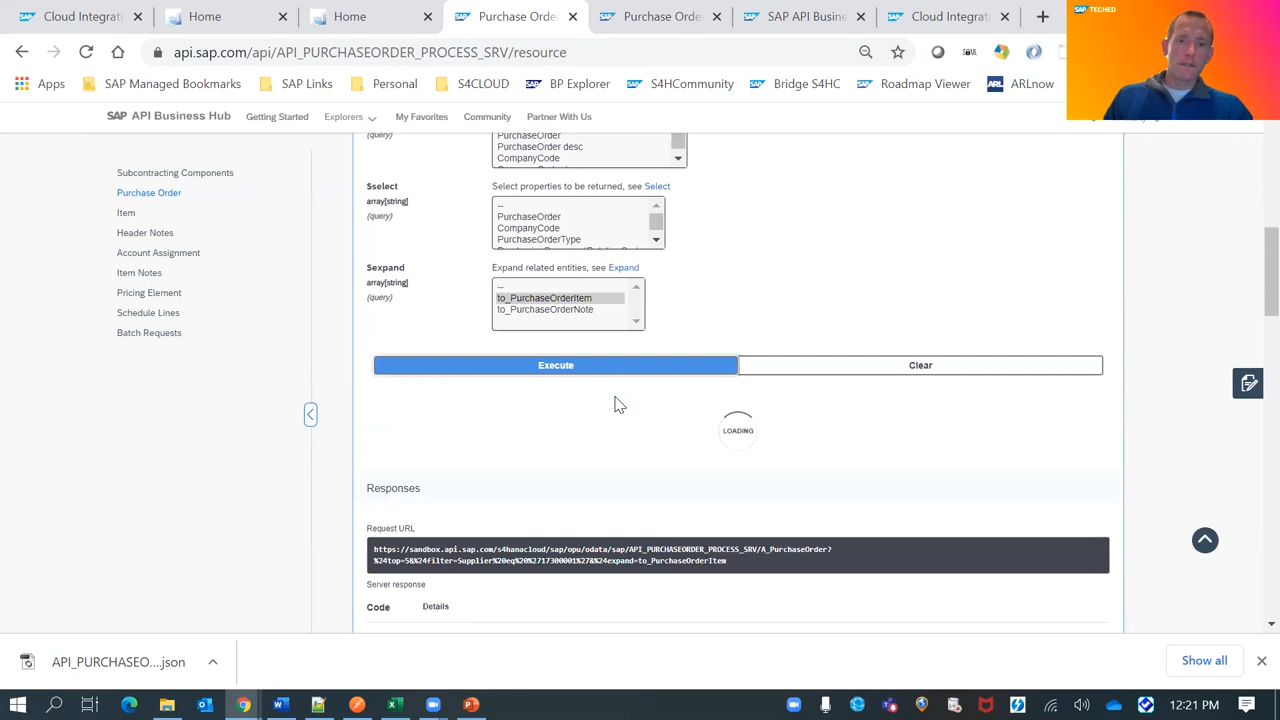 Cloud Integrati
Home
Home
Purchase Orde
Purchase Orde
SAP API Busine
Cloud Integrati
SAP TECHED
api.sap.com/api/API_PURCHASEORDER_PROCESS_SRV/resource
Apps
SAP Managed Bookmarks
SAP Links
Personal
S4CLOUD
BP Explorer
S4HCommunity
Bridge S4HC
Roadmap Viewer
ARLnow
SAP API Business Hub
Getting Started
Explorers
My Favorites
Community
Partner With Us
Subcontracting Components
Purchase Order
Item
Header Notes
Account Assignment
Item Notes
Pricing Element
Schedule Lines
Batch Requests
(query)
PurchaseOrder
PurchaseOrder desc
CompanyCode
$select
array[string]
(query)
Select properties to be returned, see Select
--
PurchaseOrder
CompanyCode
PurchaseOrderType
$expand
array[string]
(query)
Expand related entities, see Expand
--
to_PurchaseOrderItem
to_PurchaseOrderNote
Execute
Clear
LOADING
Responses
Request URL
https://sandbox.api.sap.com/s4hanacloud/sap/opu/odata/sap/API_PURCHASEORDER_PROCESS_SRV/A_PurchaseOrder?
%24top=5&%24filter=Supplier%20eq%20%2717300001%27&%24expand=to_PurchaseOrderItem
Server response
Code
Details
API_PURCHASEO....json
Show all
12:21 PM